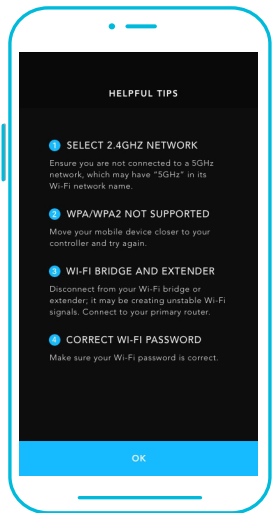 HELPFUL TIPS
1 SELECT 2.4GHZ NETWORK
Ensure you are not connected to a 5GHz
network, which may have "5GHz" in its
Wi-Fi network name.
2 WPA/WPA2 NOT SUPPORTED
Move your mobile device closer to your
controller and try again.
3 WI-FI BRIDGE AND EXTENDER
Disconnect from your Wi-Fi bridge or
extender; it may be creating unstable Wi-Fi
signals. Connect to your primary router.
4 CORRECT WI-FI PASSWORD
Make sure your Wi-Fi password is correct.
OK